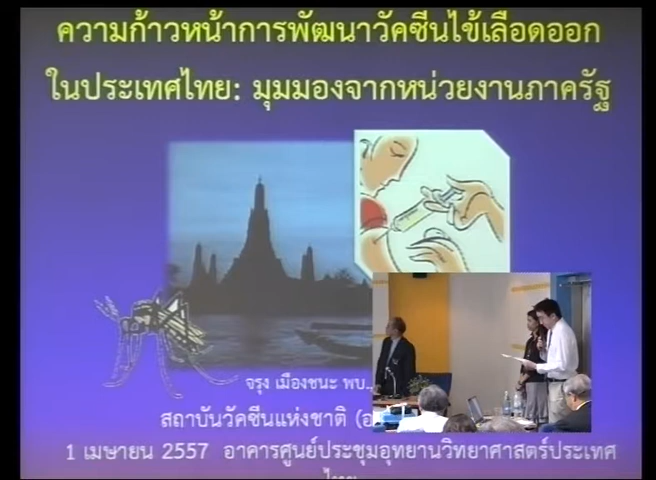 ความก้าวหน้าการพัฒนาวัคซีนไข้เลือดออก
ในประเทศไทย: มุมมองจากหน่วยงานภาครัฐ
จรุง เมืองชนะ พบ..
สถาบันวัคซีนแห่งชาติ (อ
1 เมษายน 2557 อาคารศูนย์ประชุมอุทยานวิทยาศาสตร์ประเทศ
ไทย